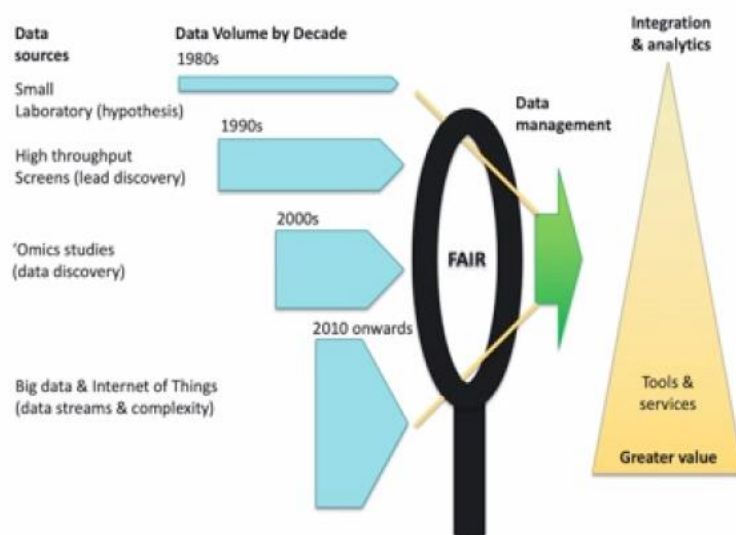 Data
sources
Data Volume by Decade
1980s
Small
Laboratory (hypothesis)
1990s
High throughput
Screens (lead discovery)
2000s
'Omics studies
(data discovery)
2010 onwards
Big data & Internet of Things
(data streams & complexity)
FAIR
Data
management
Integration
& analytics
Tools &
services
Greater value